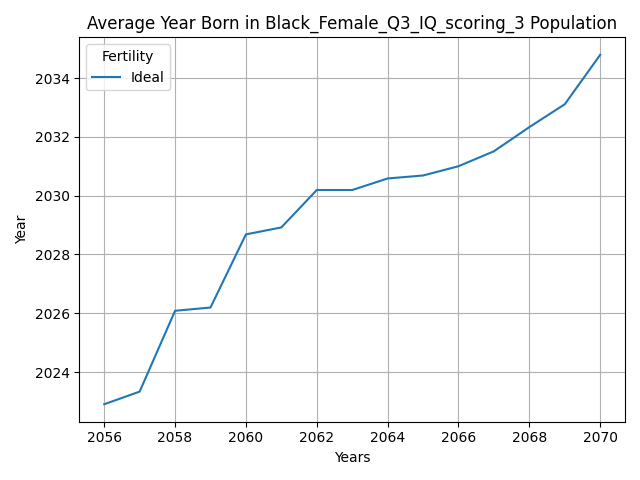 Average Year Born in Black_Female_Q3_IQ_scoring_3 Population
Fertility
Ideal
2034
2032
2030
2028
2026
2024
Year
2056 2058 2060 2062 2064 2066 2068 2070
Years